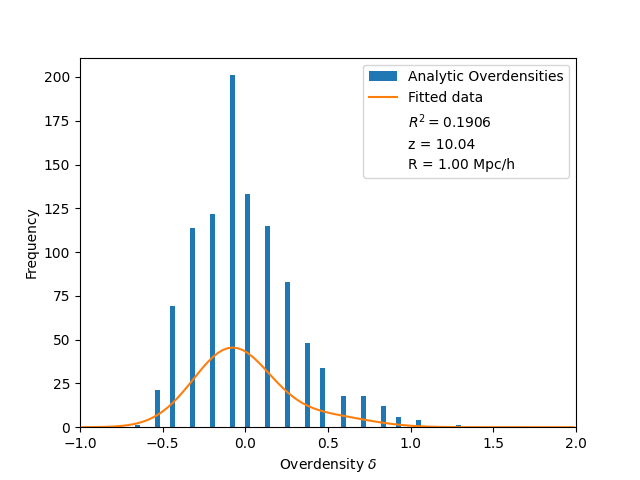 200
175
150
125
100
75
50
25
0
Frequency
Analytic Overdensities
Fitted data
R² = 0.1906
z = 10.04
R = 1.00 Mpc/h
−1.0 −0.5 0.0 0.5 1.0 1.5 2.0
Overdensity δ